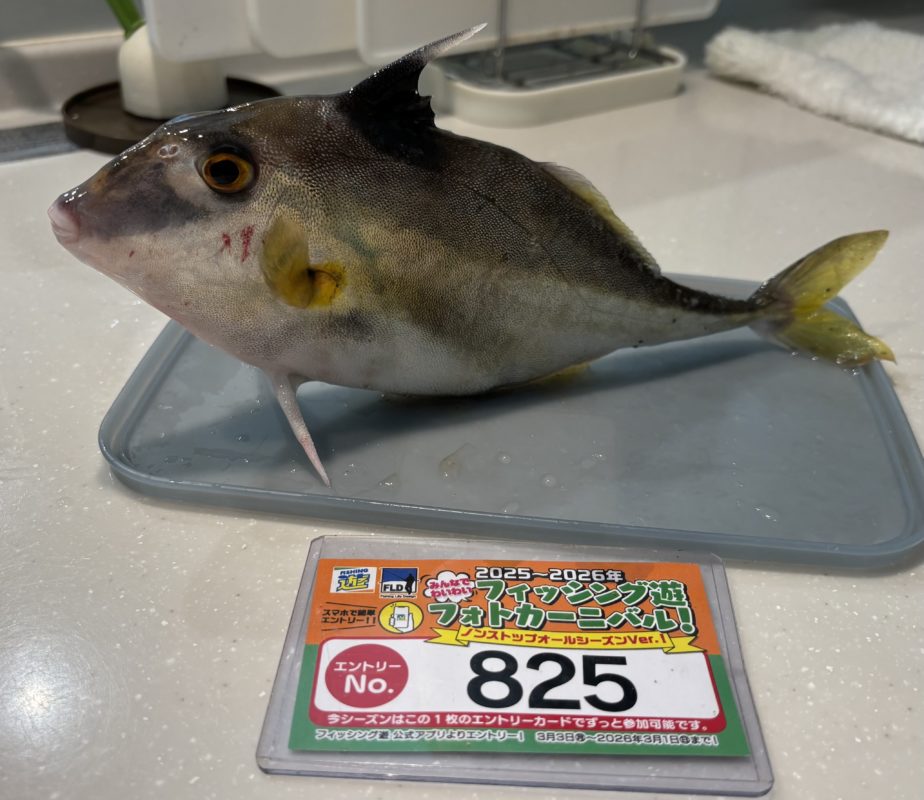 FISHING
遊
FLD
Fishing Life Design
みんなで
わいわい
2025〜2026年
フィッシング遊
フォトカーニバル!
スマホで簡単
エントリー!!
ノンストップオールシーズンVer.!
エントリー
No.
825
今シーズンはこの1枚のエントリーカードでずっと参加可能です。
フィッシング遊 公式アプリよりエントリー! 3月3日㊊〜2026年3月1日㊐まで!